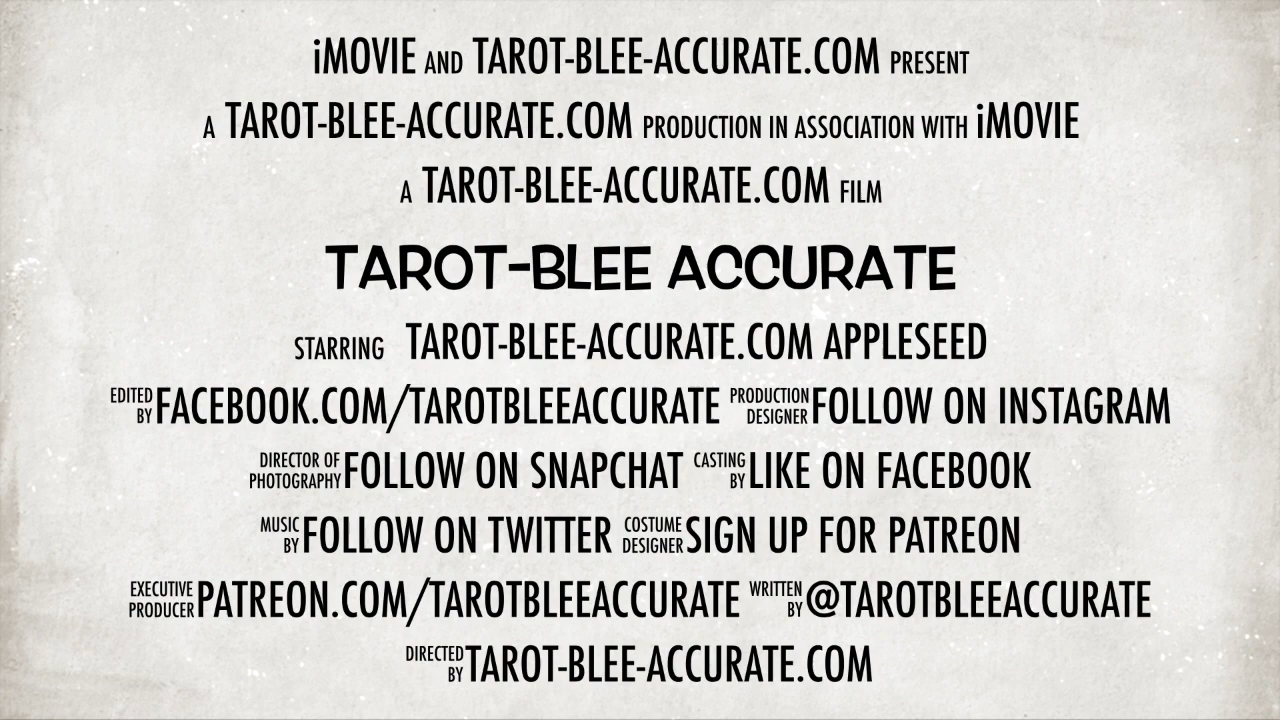 iMOVIE AND TAROT-BLEE-ACCURATE.COM PRESENT
A TAROT-BLEE-ACCURATE.COM PRODUCTION IN ASSOCIATION WITH iMOVIE
A TAROT-BLEE-ACCURATE.COM FILM
TAROT-BLEE ACCURATE
STARRING TAROT-BLEE-ACCURATE.COM APPLESEED
EDITED BY FACEBOOK.COM/TAROTBLEEACCURATE PRODUCTION DESIGNER FOLLOW ON INSTAGRAM
DIRECTOR OF PHOTOGRAPHY FOLLOW ON SNAPCHAT CASTING BY LIKE ON FACEBOOK
MUSIC BY FOLLOW ON TWITTER COSTUME DESIGNER SIGN UP FOR PATREON
EXECUTIVE PRODUCER PATREON.COM/TAROTBLEEACCURATE WRITTEN BY @TAROTBLEEACCURATE
DIRECTED BY TAROT-BLEE-ACCURATE.COM